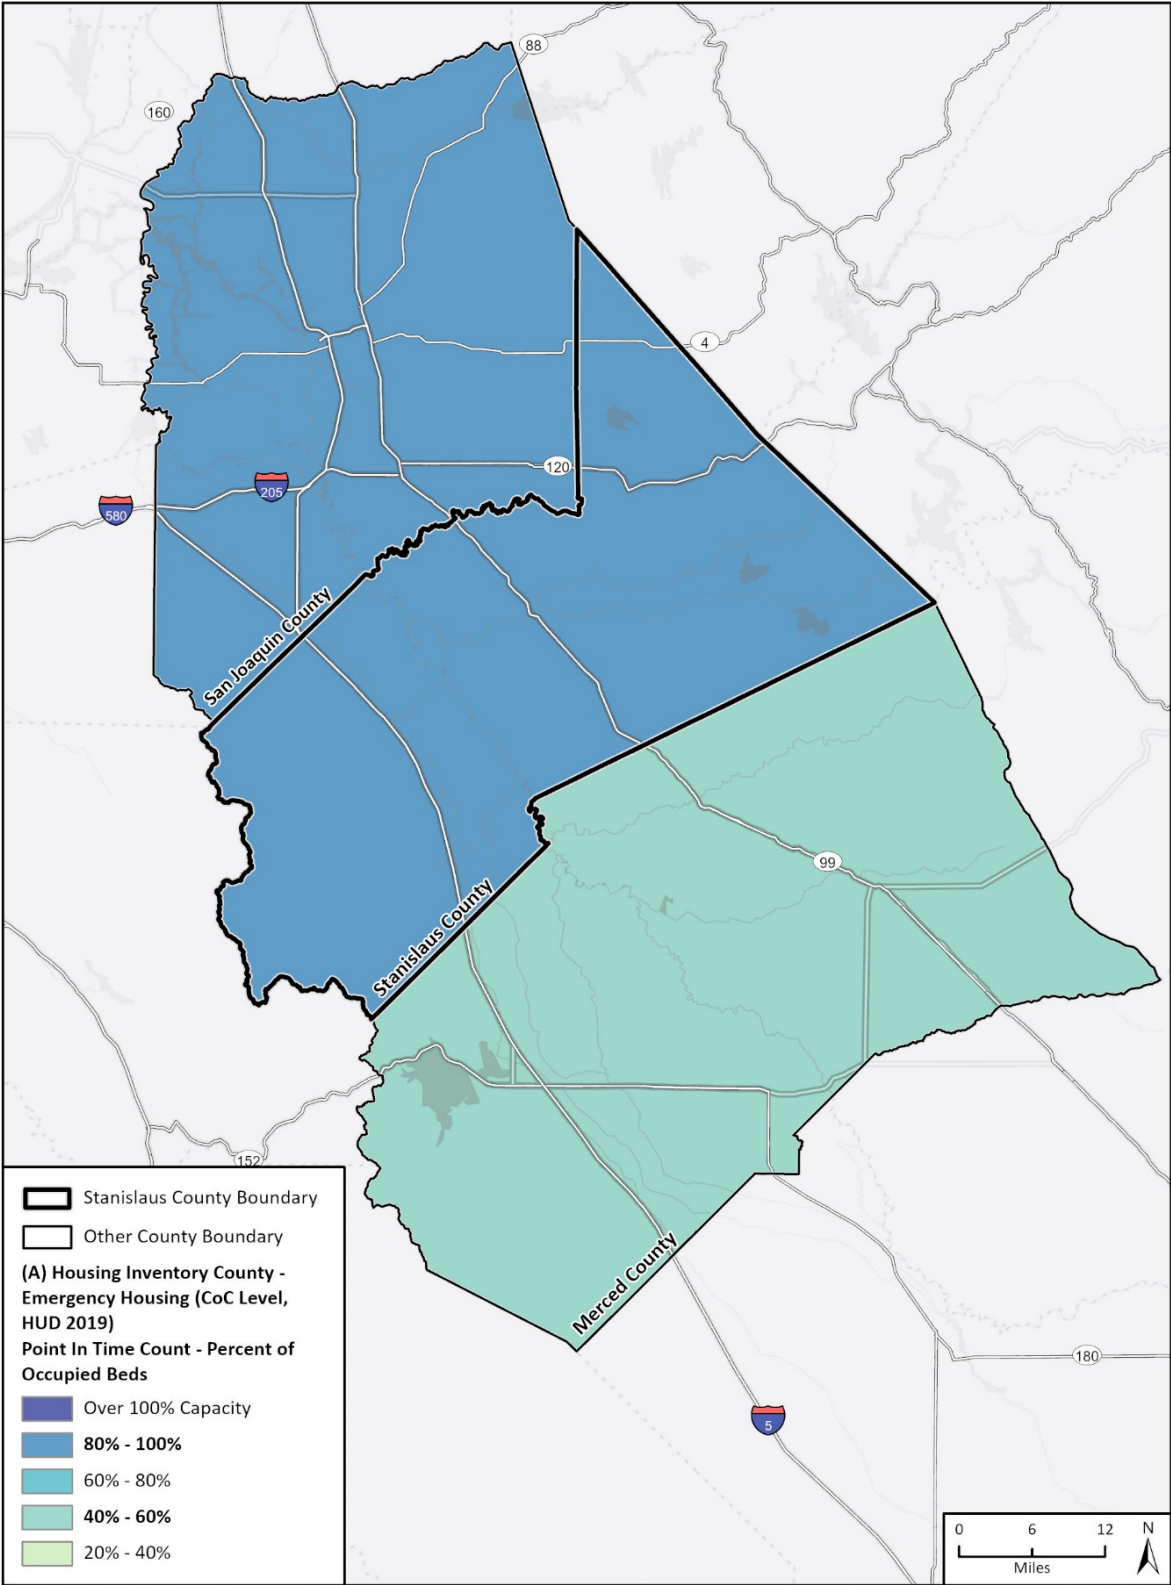 88
160
4
120
205
580
San Joaquin County
99
Stanislaus County
152
Merced County
180
5
Stanislaus County Boundary
Other County Boundary
(A) Housing Inventory County -
Emergency Housing (CoC Level,
HUD 2019)
Point In Time Count - Percent of
Occupied Beds
Over 100% Capacity
80% - 100%
60% - 80%
40% - 60%
20% - 40%
0 6 12 N
Miles